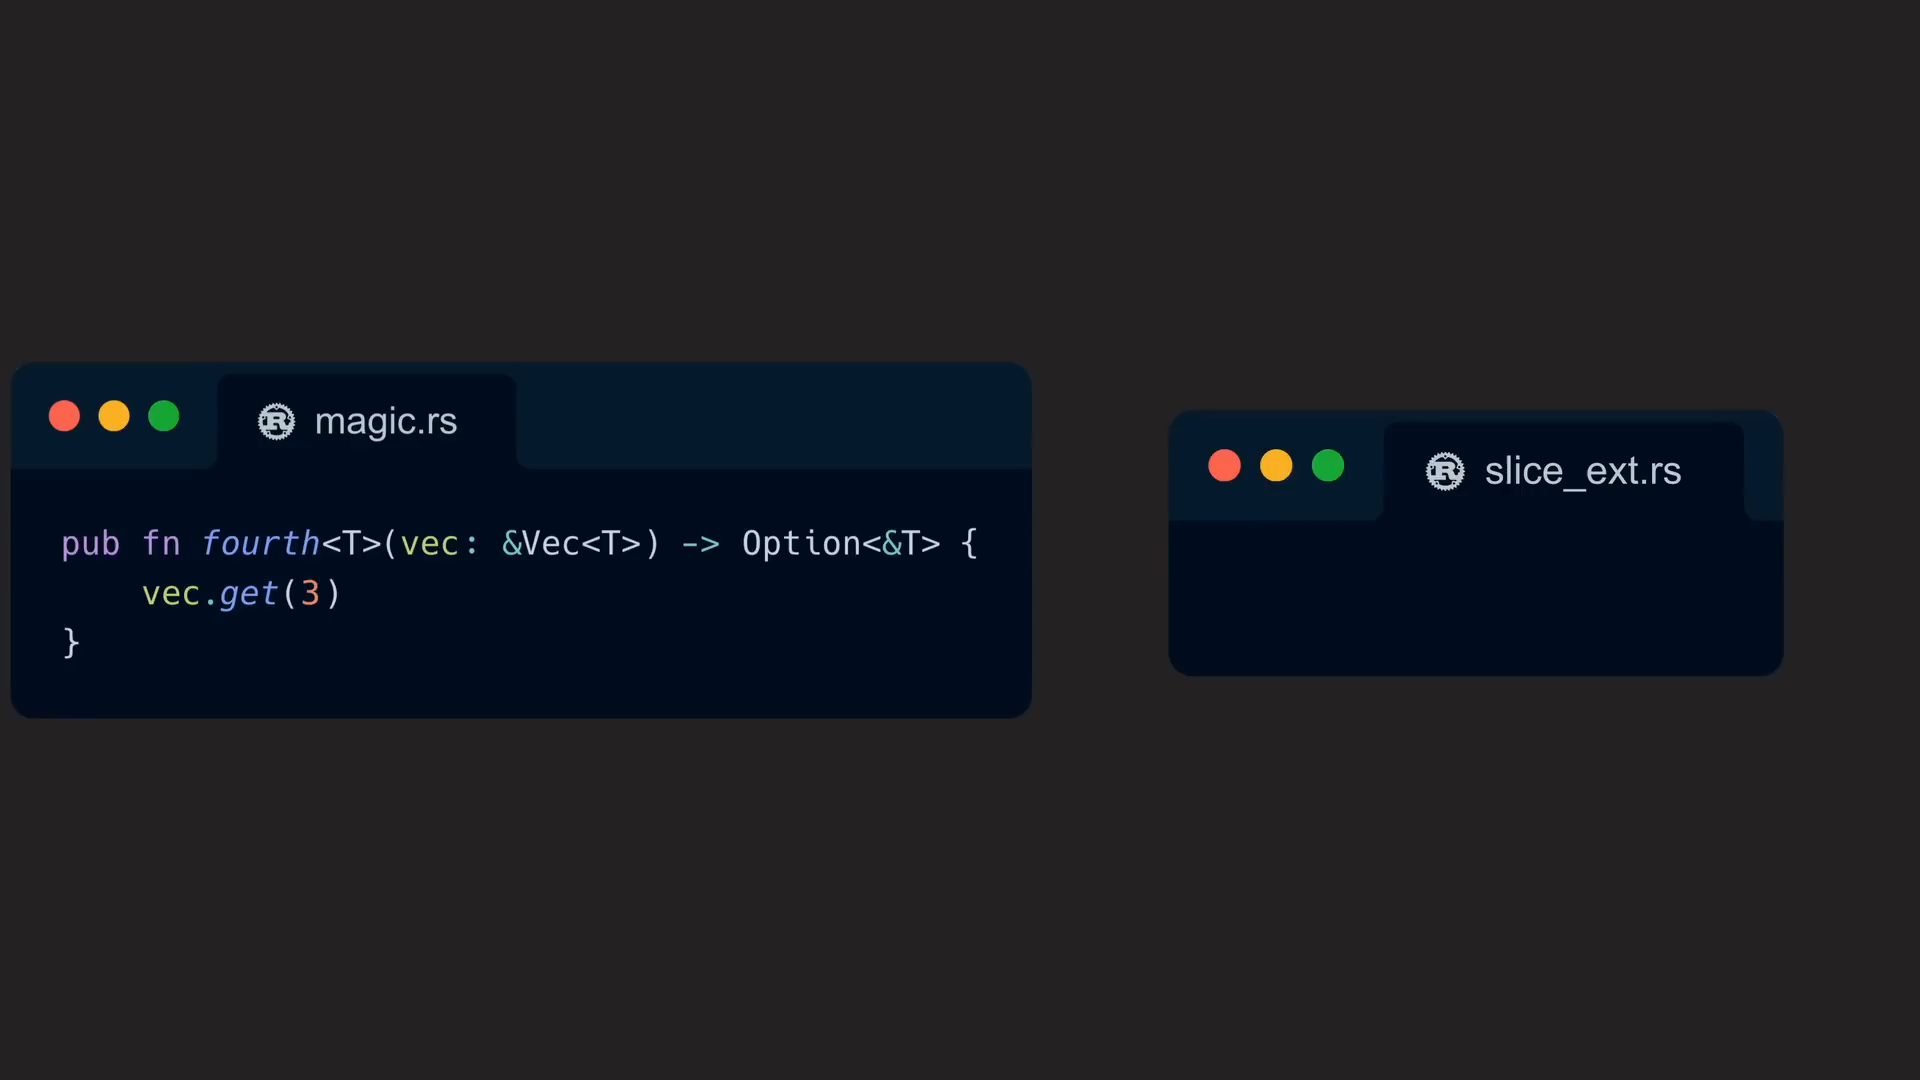 magic.rs
pub fn fourth<T>(vec: &Vec<T>) -> Option<&T> {
    vec.get(3)
}
slice_ext.rs